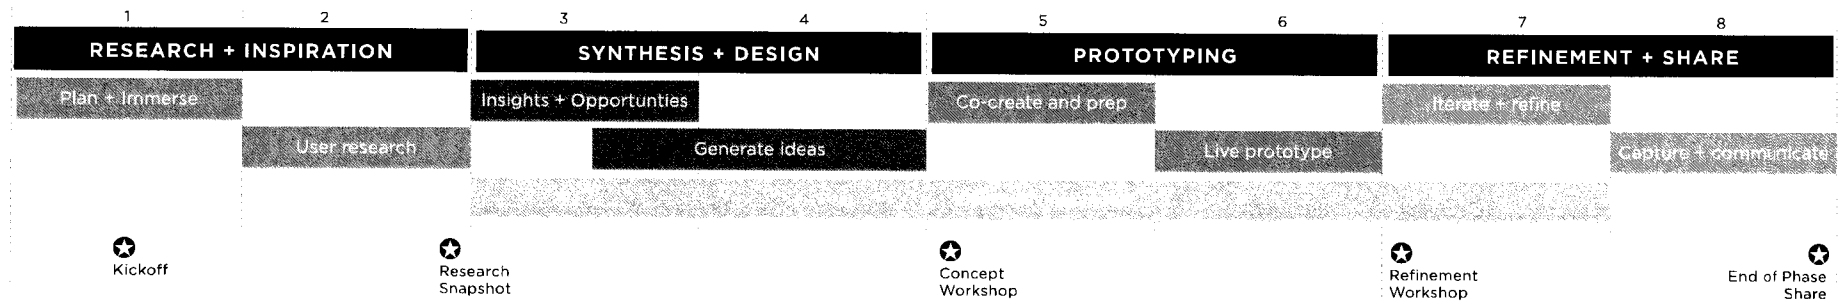 1 2 3 4 5 6 7 8
RESEARCH + INSPIRATION SYNTHESIS + DESIGN PROTOTYPING REFINEMENT + SHARE
Plan + Immerse Insights + Opportunties Co-create and prep Iterate + refine
User research Generate ideas Live prototype Capture + communicate
Kickoff
Research
Snapshot
Concept
Workshop
Refinement
Workshop
End of Phase
Share